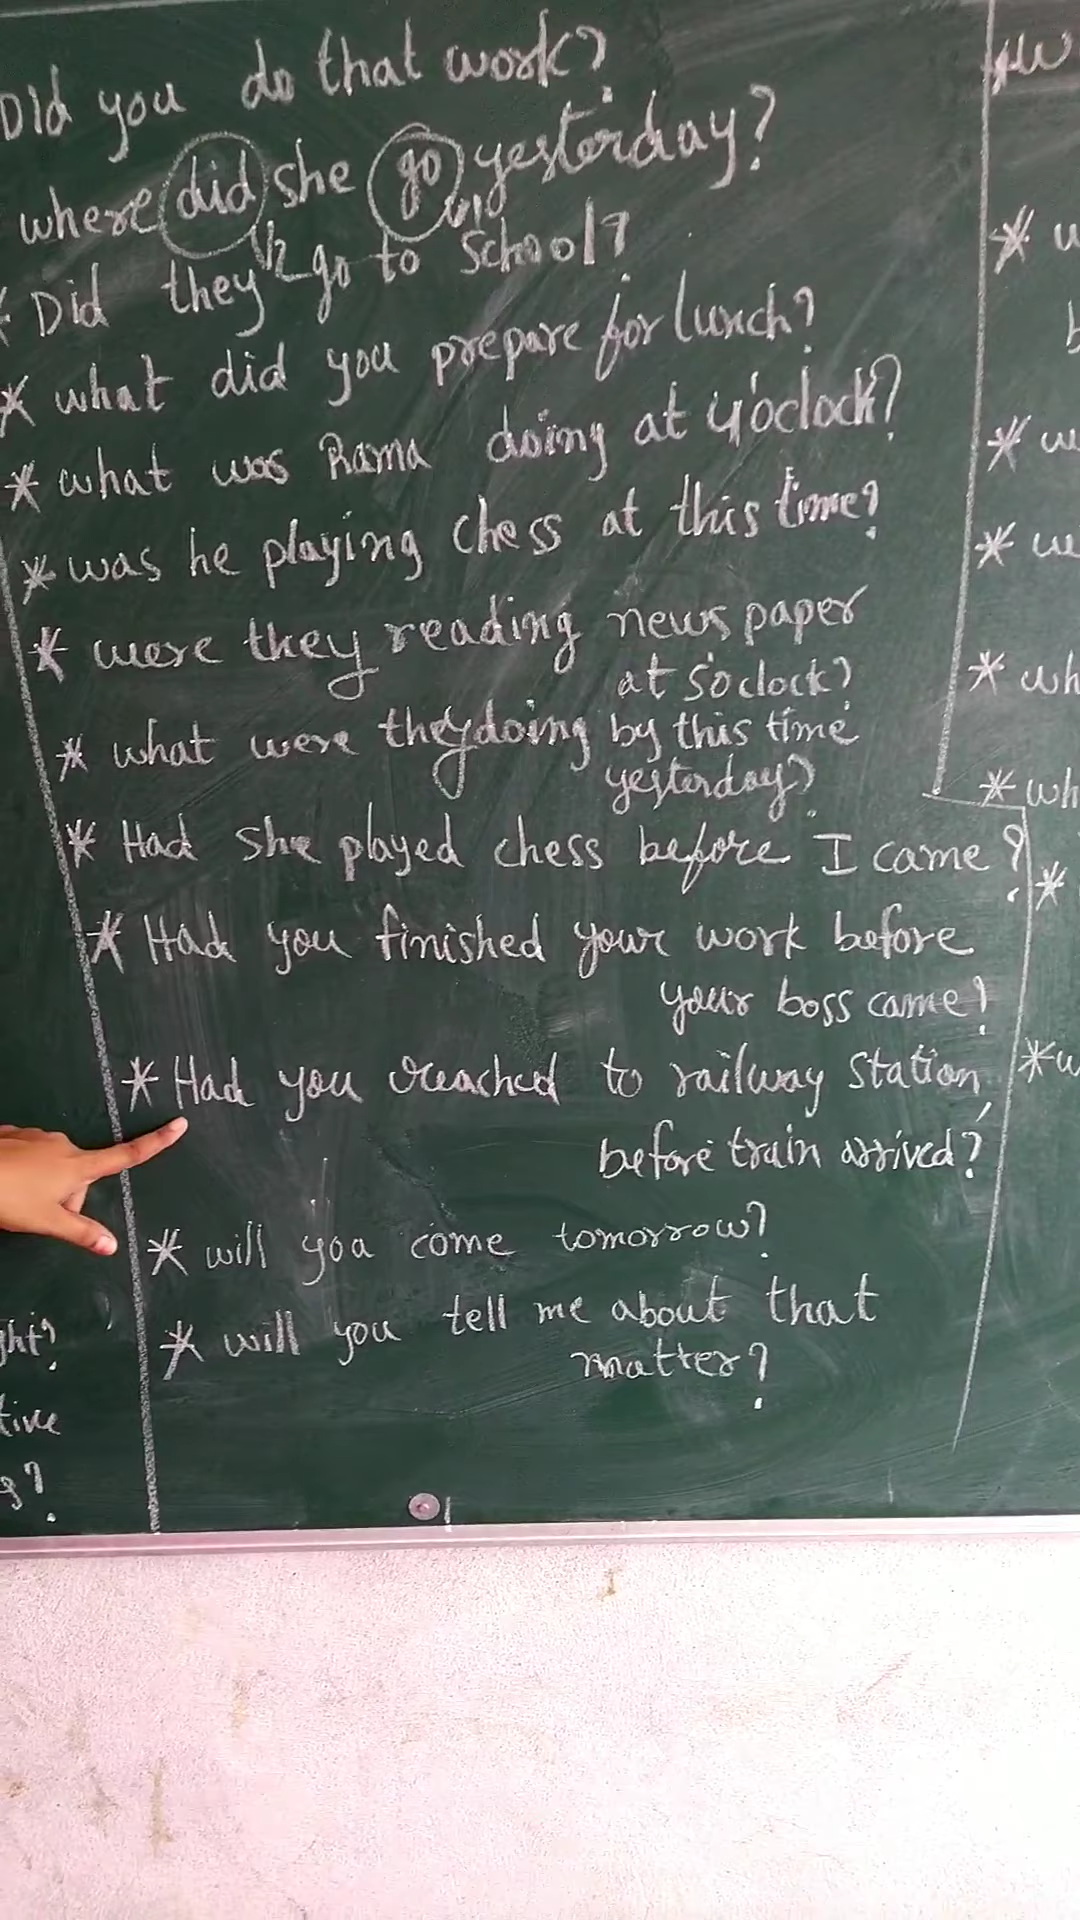 Did you do that work?
where did she go yesterday?
V2 V1
Did they go to school?
* what did you prepare for lunch?
* what was Rama doing at 4'oclock?
* was he playing chess at this time?
* were they reading news paper
at 5'oclock?
* what were they doing by this time
yesterday?
* Had she played chess before I came?
* Had you finished your work before
your boss came?
* Had you reached to railway station,
before train arrived?
* will you come tomorrow?
* will you tell me about that
matter?